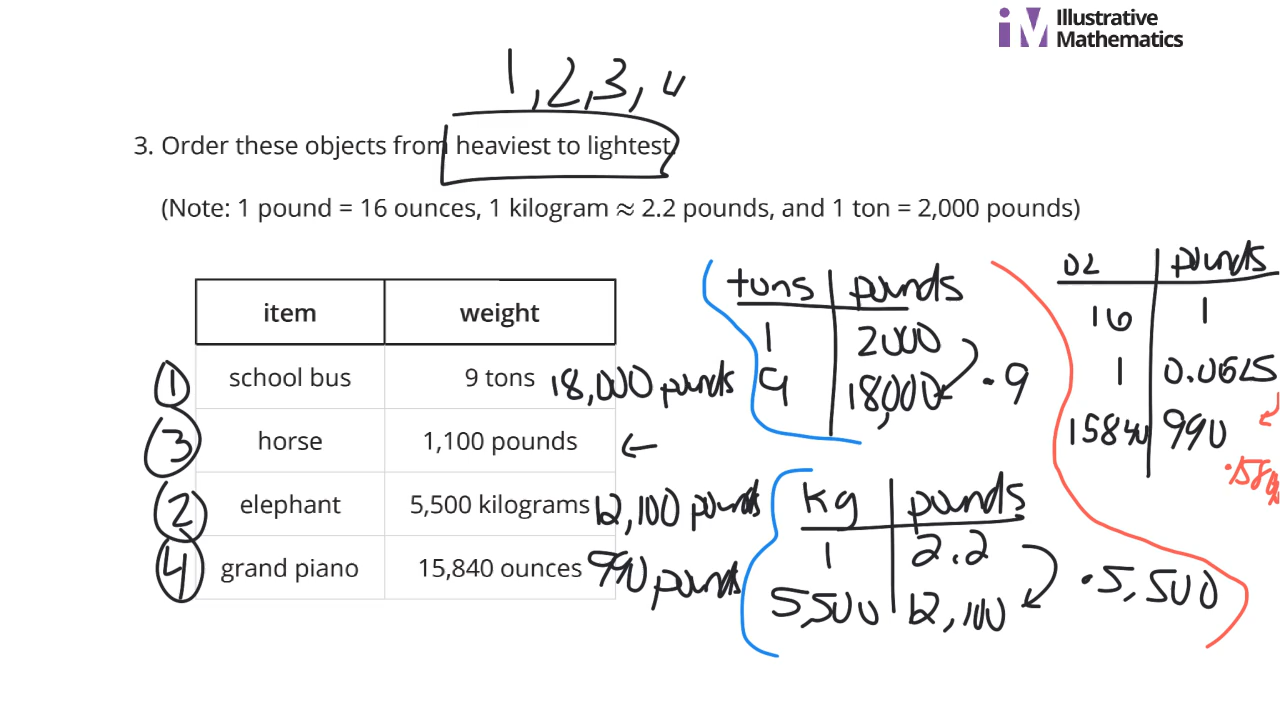 Illustrative
Mathematics
1, 2, 3, 4
3. Order these objects from heaviest to lightest.
(Note: 1 pound = 16 ounces, 1 kilogram ≈ 2.2 pounds, and 1 ton = 2,000 pounds)
item weight
1 school bus 9 tons 18,000 pounds
3 horse 1,100 pounds ←
2 elephant 5,500 kilograms 12,100 pounds
4 grand piano 15,840 ounces 990 pounds
tons pounds
1 2000
9 18,000 · 9
kg pounds
1 2.2
5,500 12,100 · 5,500
oz pounds
16 1
1 0.0625
15840 990